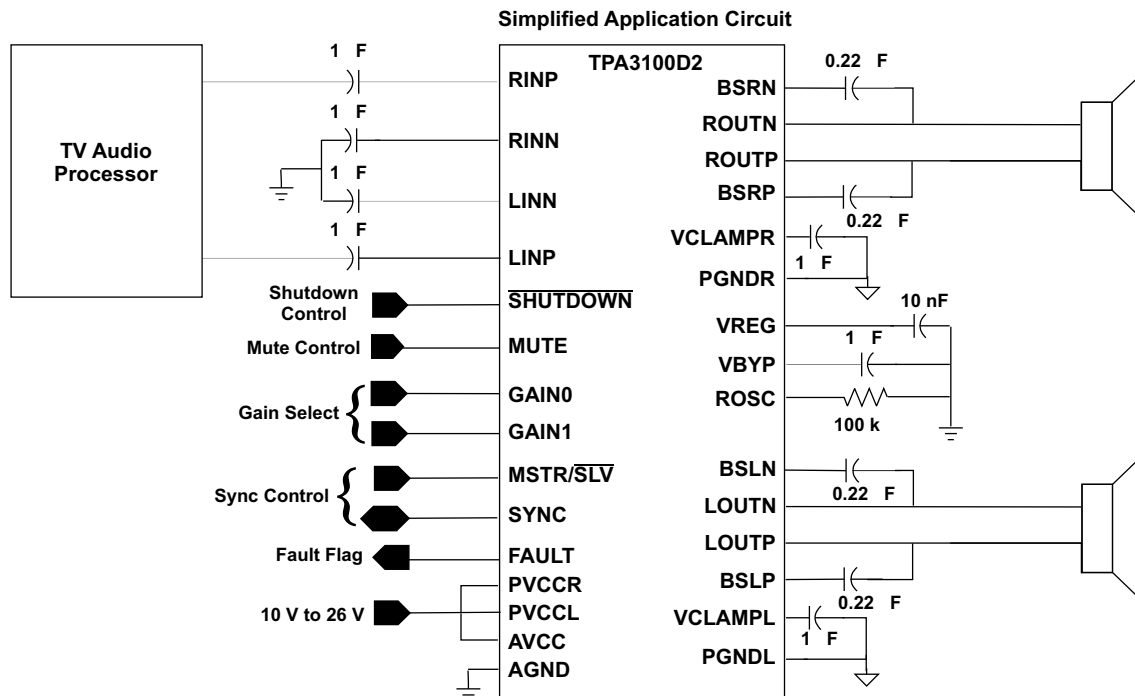 Simplified Application Circuit
TV Audio
Processor
1 F
1 F
1 F
1 F
TPA3100D2
RINP
RINN
LINN
LINP
Shutdown
Control
SHUTDOWN
Mute Control
MUTE
Gain Select
{
GAIN0
GAIN1
Sync Control
{
MSTR/SLV
SYNC
Fault Flag
FAULT
10 V to 26 V
PVCCR
PVCCL
AVCC
AGND
BSRN
0.22 F
ROUTN
ROUTP
BSRP
0.22 F
VCLAMPR
1 F
PGNDR
VREG
10 nF
VBYP
1 F
ROSC
100 k
BSLN
0.22 F
LOUTN
LOUTP
BSLP
0.22 F
VCLAMPL
1 F
PGNDL